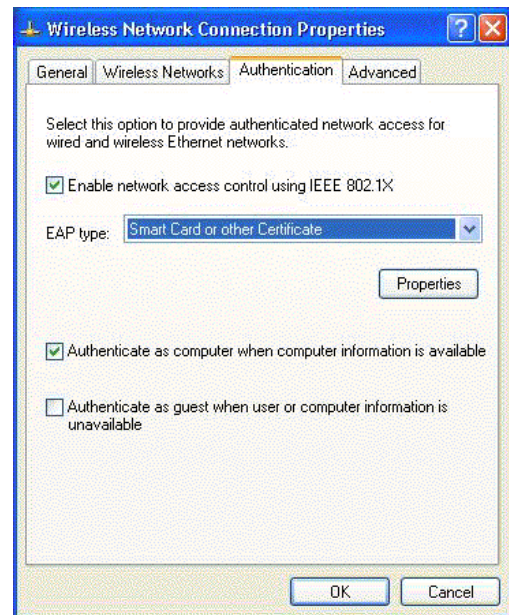 Wireless Network Connection Properties
General Wireless Networks Authentication Advanced
Select this option to provide authenticated network access for
wired and wireless Ethernet networks.
Enable network access control using IEEE 802.1X
EAP type: Smart Card or other Certificate
Properties
Authenticate as computer when computer information is available
Authenticate as guest when user or computer information is
unavailable
OK Cancel